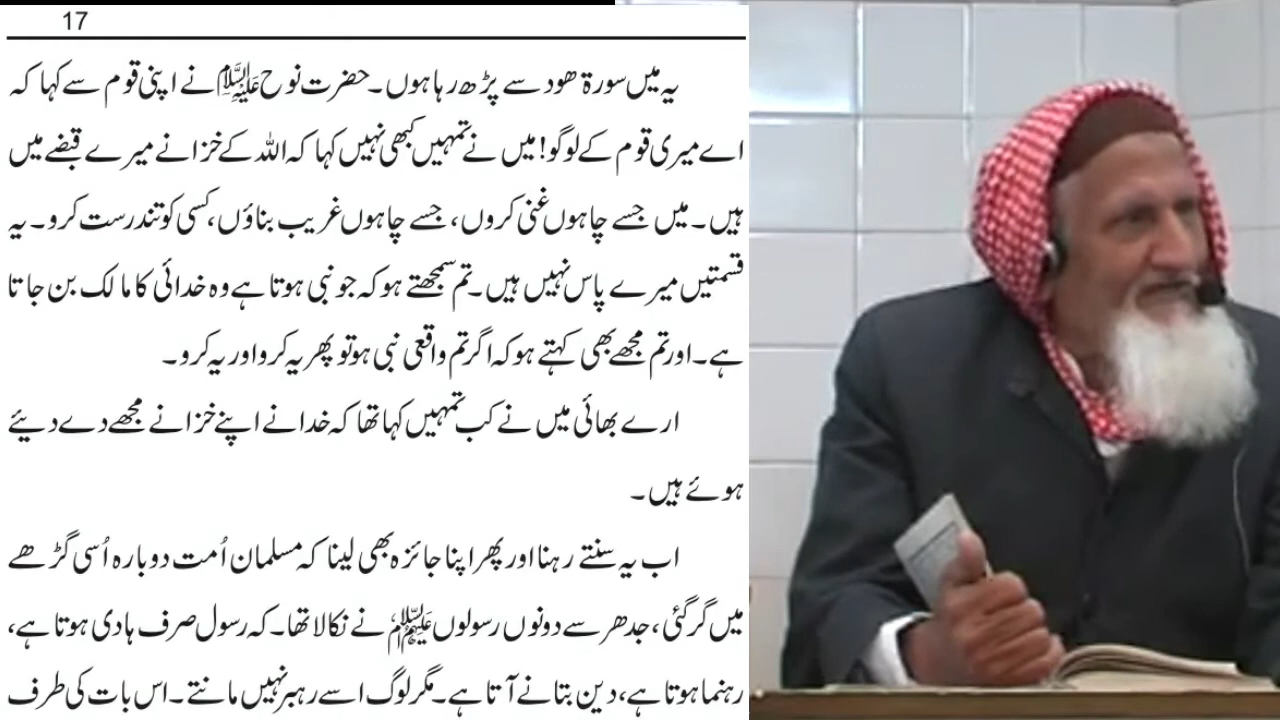 17
یہ میں سورۃ ھود سے پڑھ رہا ہوں۔ حضرت نوح علیہ السلام نے اپنی قوم سے کہا کہ
اے میری قوم کے لوگو! میں نے تمہیں کبھی نہیں کہا کہ اللہ کے خزانے میرے قبضے میں
ہیں۔ میں جسے چاہوں غنی کروں، جسے چاہوں غریب بناؤں، کسی کو تندرست کرو۔ یہ
قسمتیں میرے پاس نہیں ہیں۔ تم سمجھتے ہو کہ جو نبی ہوتا ہے وہ خدائی کا مالک بن جاتا
ہے۔ اور تم مجھے بھی کہتے ہو کہ اگر تم واقعی نبی ہو تو پھر یہ کرو اور یہ کرو۔
ارے بھائی میں نے کب تمہیں کہا تھا کہ خدا نے اپنے خزانے مجھے دے دیئے
ہوئے ہیں۔
اب یہ سنتے رہنا اور پھر اپنا جائزہ بھی لینا کہ مسلمان اُمت دوبارہ اُسی گڑھے
میں گر گئی، جدھر سے دونوں رسولوں علیہم السلام نے نکالا تھا۔ کہ رسول صرف ہادی ہوتا ہے،
رہنما ہوتا ہے، دین بتانے آتا ہے۔ مگر لوگ اسے رہبر نہیں مانتے۔ اس بات کی طرف